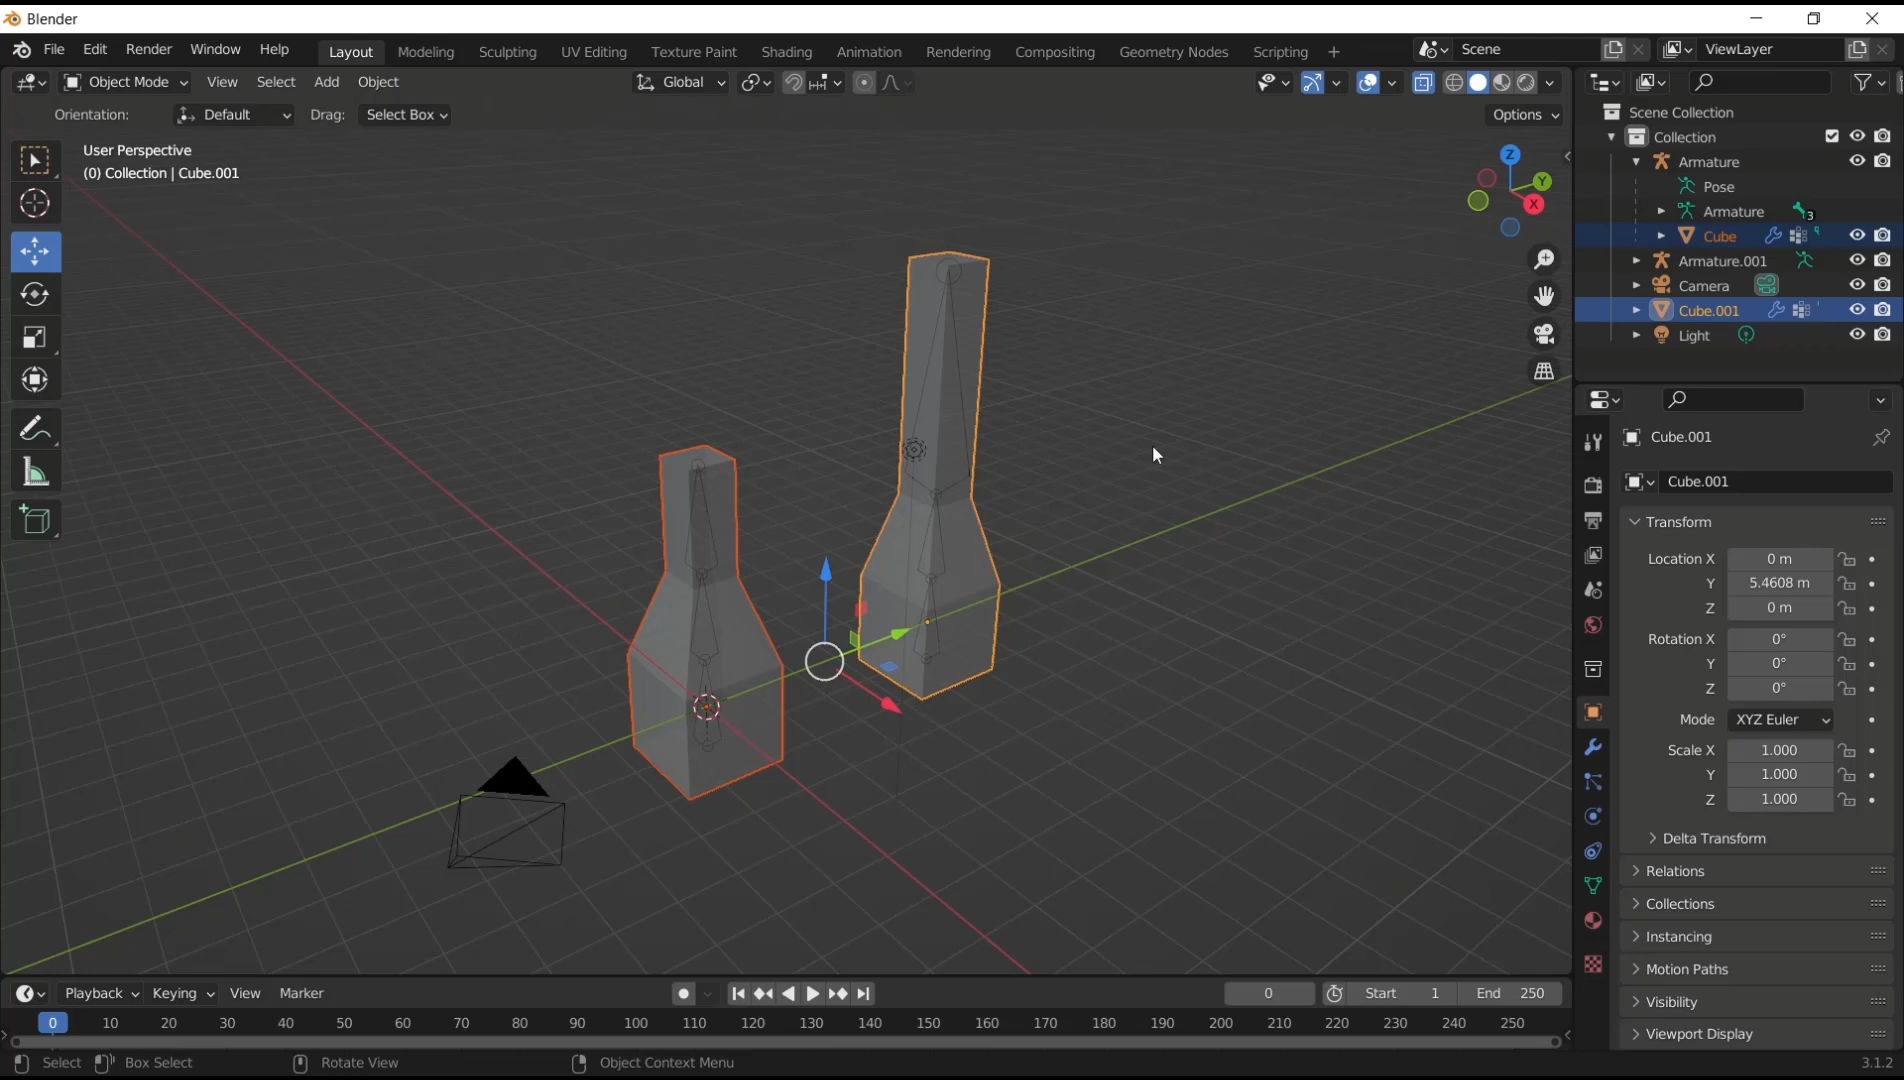 Blender
File Edit Render Window Help Layout Modeling Sculpting UV Editing Texture Paint Shading Animation Rendering Compositing Geometry Nodes Scripting + Scene ViewLayer
Object Mode View Select Add Object Global
Orientation: Default Drag: Select Box Options
User Perspective
(0) Collection | Cube.001
Z
Y
X
Scene Collection
Collection
Armature
Pose
Armature 3
Cube
Armature.001
Camera
Cube.001
Light
Cube.001
Cube.001
Transform
Location X 0 m
Y 5.4608 m
Z 0 m
Rotation X 0°
Y 0°
Z 0°
Mode XYZ Euler
Scale X 1.000
Y 1.000
Z 1.000
Delta Transform
Relations
Collections
Instancing
Motion Paths
Visibility
Viewport Display
Playback Keying View Marker 0 Start 1 End 250
0 10 20 30 40 50 60 70 80 90 100 110 120 130 140 150 160 170 180 190 200 210 220 230 240 250
Select Box Select Rotate View Object Context Menu 3.1.2